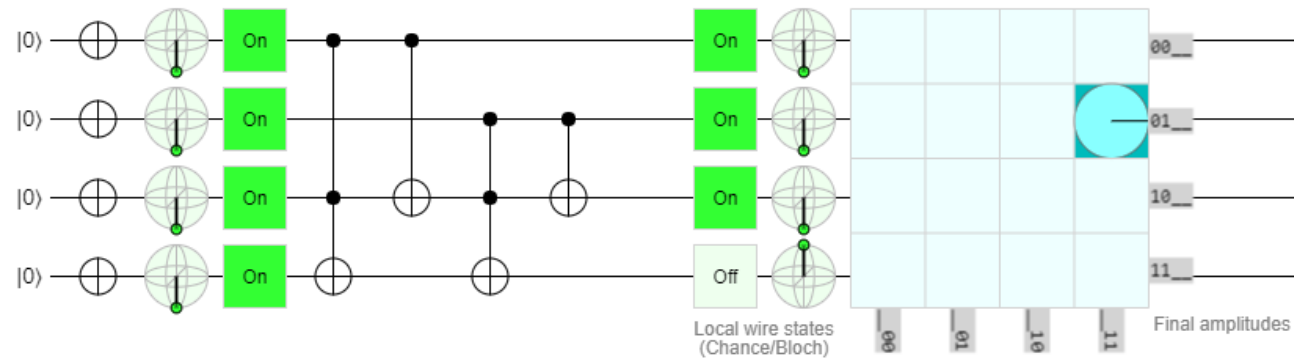 |0⟩ On On 00__
|0⟩ On On 01__
|0⟩ On On 10__
|0⟩ On Off 11__
Local wire states
(Chance/Bloch)
__00 __01 __10 __11
Final amplitudes